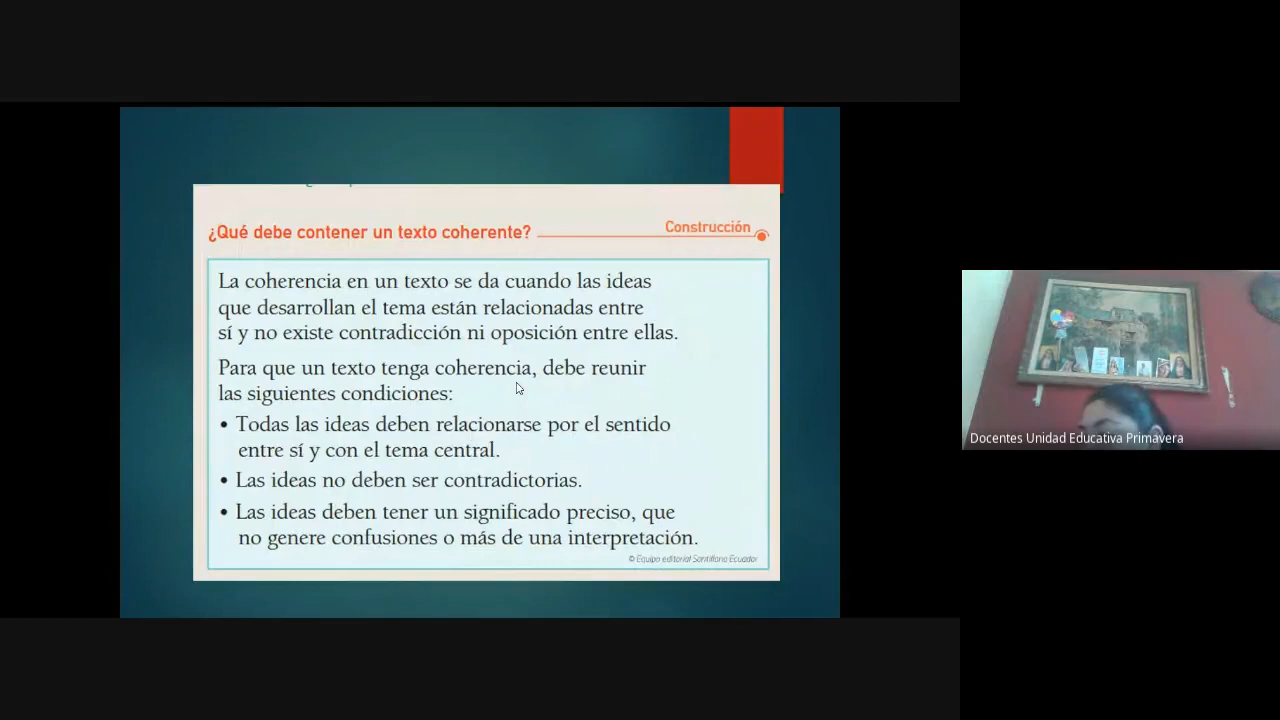 ¿Qué debe contener un texto coherente?
Construcción
La coherencia en un texto se da cuando las ideas
que desarrollan el tema están relacionadas entre
sí y no existe contradicción ni oposición entre ellas.
Para que un texto tenga coherencia, debe reunir
las siguientes condiciones:
• Todas las ideas deben relacionarse por el sentido
entre sí y con el tema central.
• Las ideas no deben ser contradictorias.
• Las ideas deben tener un significado preciso, que
no genere confusiones o más de una interpretación.
© Equipo editorial Santillana Ecuador
Docentes Unidad Educativa Primavera